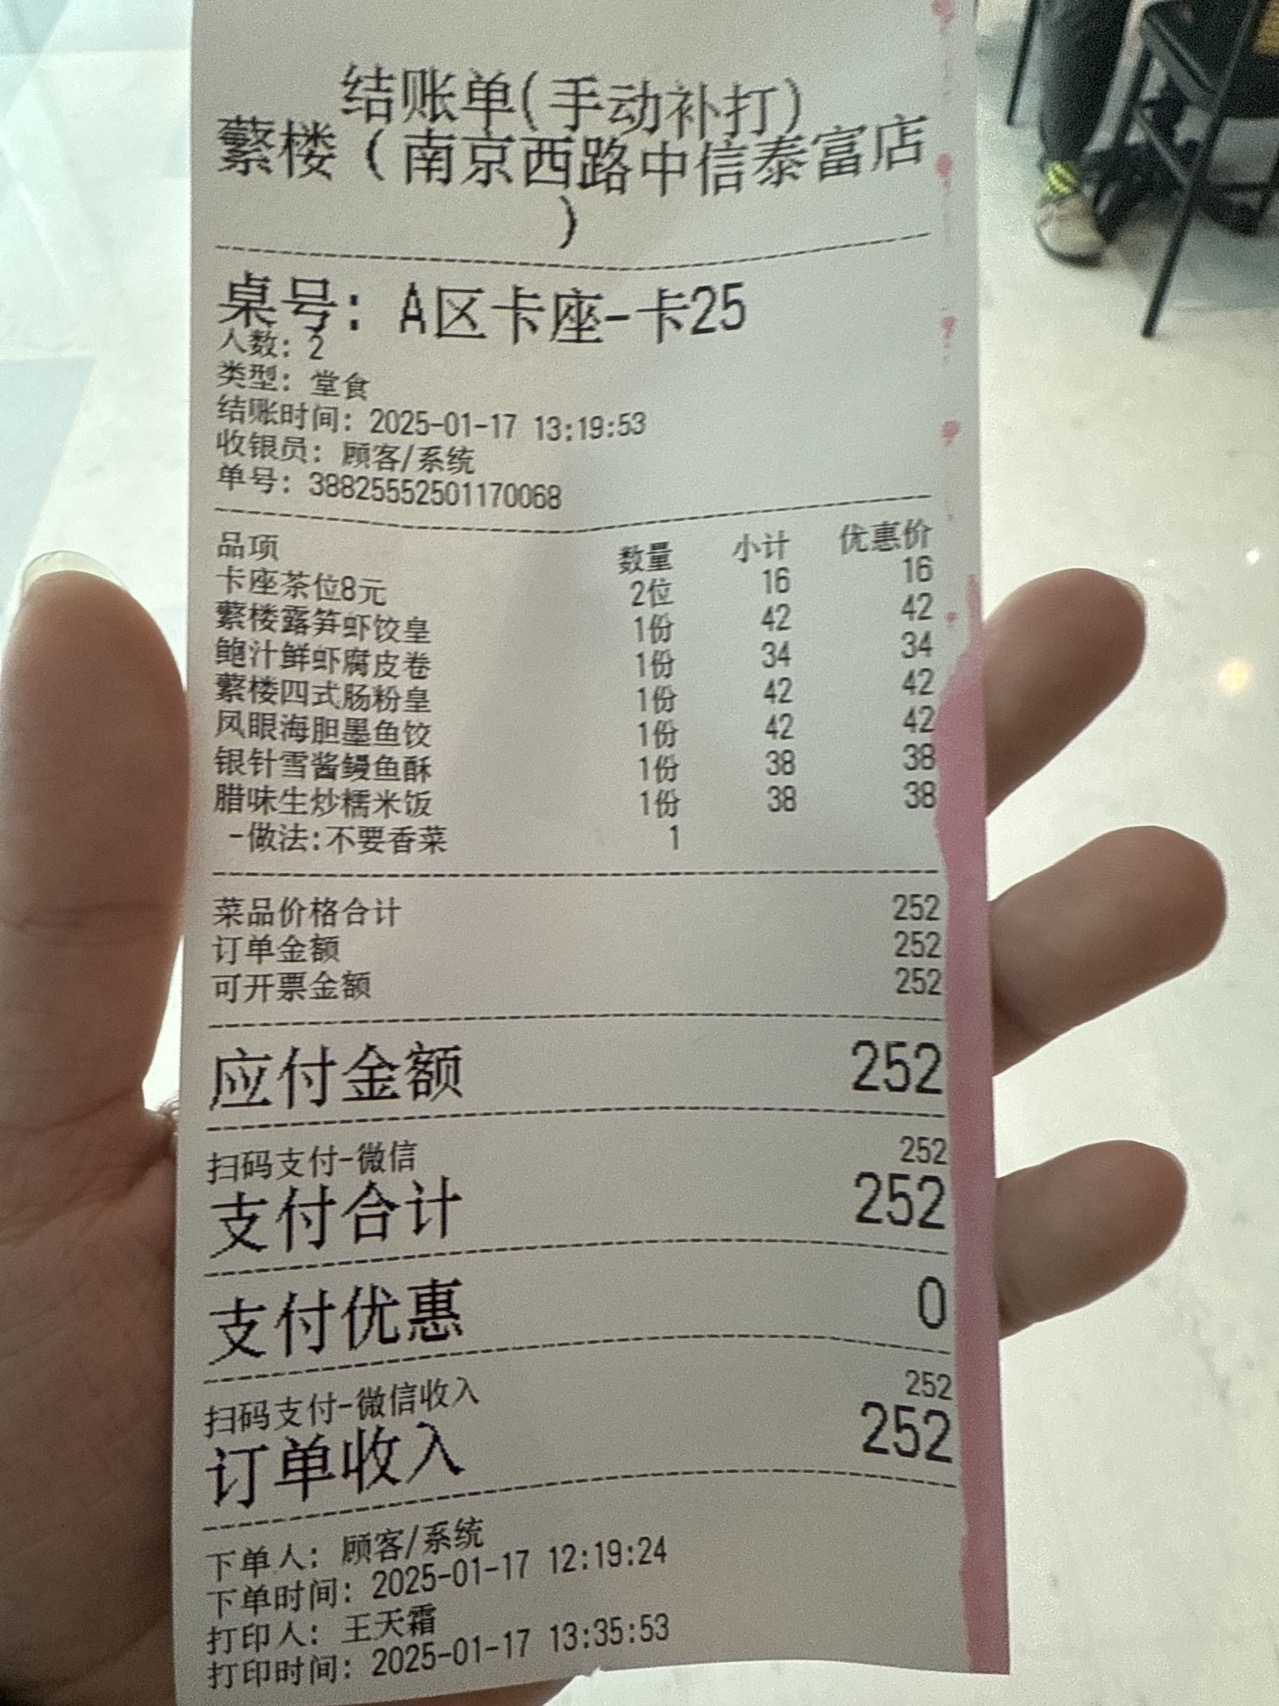 结账单(手动补打)
蘩楼（南京西路中信泰富店
）
桌号: A区卡座-卡25
人数: 2
类型: 堂食
结账时间: 2025-01-17 13:19:53
收银员: 顾客/系统
单号: 38825552501170068
品项 数量 小计 优惠价
卡座茶位8元 2位 16 16
蘩楼露笋虾饺皇 1份 42 42
鲍汁鲜虾腐皮卷 1份 34 34
蘩楼四式肠粉皇 1份 42 42
凤眼海胆墨鱼饺 1份 42 42
银针雪酱鳗鱼酥 1份 38 38
腊味生炒糯米饭 1份 38 38
-做法:不要香菜 1
菜品价格合计 252
订单金额 252
可开票金额 252
应付金额 252
扫码支付-微信 252
支付合计 252
支付优惠 0
扫码支付-微信收入 252
订单收入 252
下单人: 顾客/系统
下单时间: 2025-01-17 12:19:24
打印人: 王天霜
打印时间: 2025-01-17 13:35:53